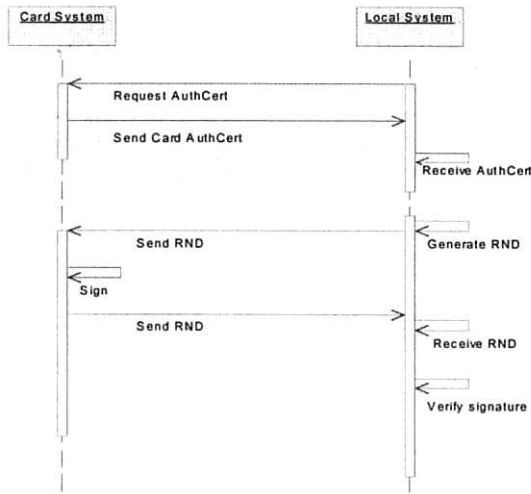 Card System
Local System
Request AuthCert
Send Card AuthCert
Receive AuthCert
Send RND
Generate RND
Sign
Send RND
Receive RND
Verify signature